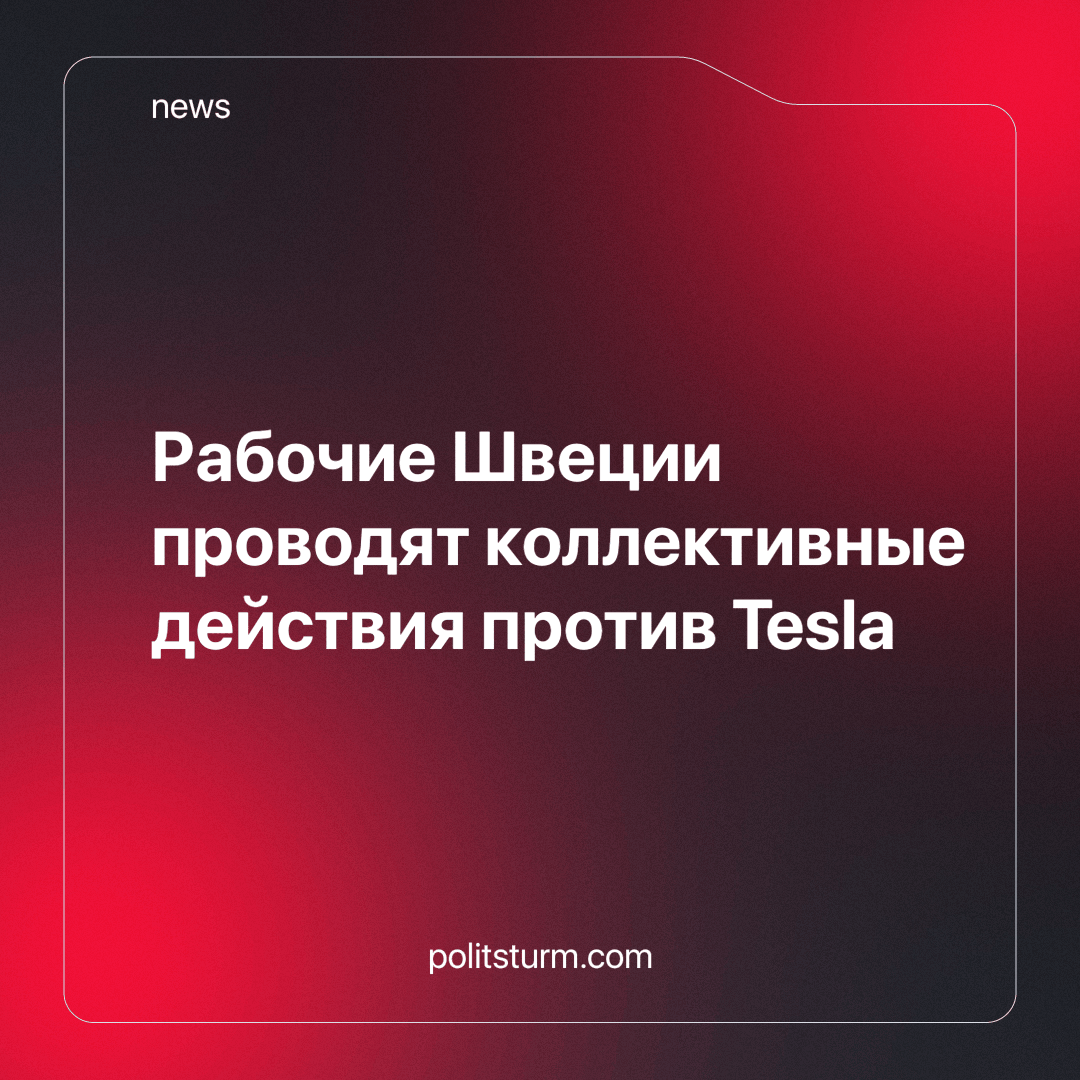 news
Рабочие Швеции
проводят коллективные
действия против Tesla
politsturm.com